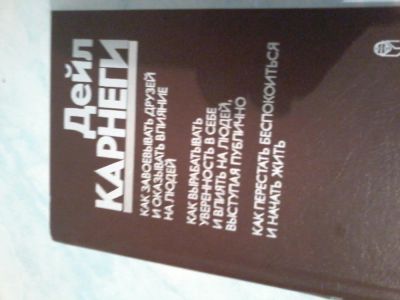 Дейл
КАРНЕГИ
КАК ЗАВОЕВЫВАТЬ ДРУЗЕЙ
И ОКАЗЫВАТЬ ВЛИЯНИЕ
НА ЛЮДЕЙ
КАК ВЫРАБАТЫВАТЬ
УВЕРЕННОСТЬ В СЕБЕ
И ВЛИЯТЬ НА ЛЮДЕЙ,
ВЫСТУПАЯ ПУБЛИЧНО
КАК ПЕРЕСТАТЬ БЕСПОКОИТЬСЯ
И НАЧАТЬ ЖИТЬ